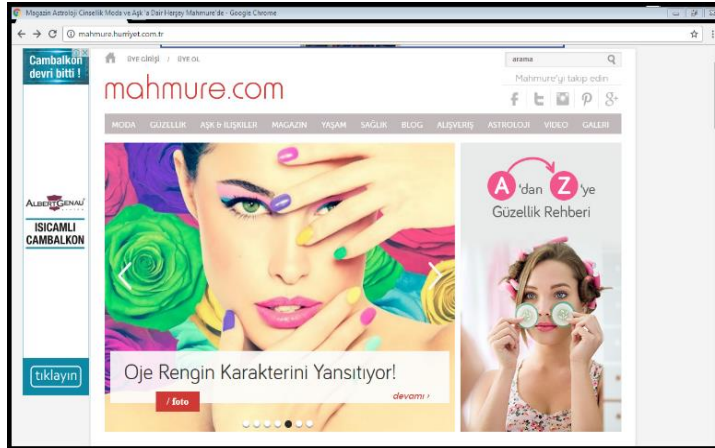 Magazin Astroloji Cinsellik Moda ve Aşk'a Dair Herşey Mahmure'de - Google Chrome
mahmure.hurriyet.com.tr
Cambalkon
devri bitti !
ÜYE GİRİŞİ / ÜYE OL
arama
mahmure.com
Mahmure'yi takip edin
MODA GÜZELLİK AŞK & İLİŞKİLER MAGAZİN YAŞAM SAĞLIK BLOG ALIŞVERİŞ ASTROLOJİ VİDEO GALERİ
A 'dan Z 'ye
Güzellik Rehberi
ALBERT GENAU
ISICAMLI
CAMBALKON
Oje Rengin Karakterini Yansıtıyor!
/ foto
devamı ›
tıklayın